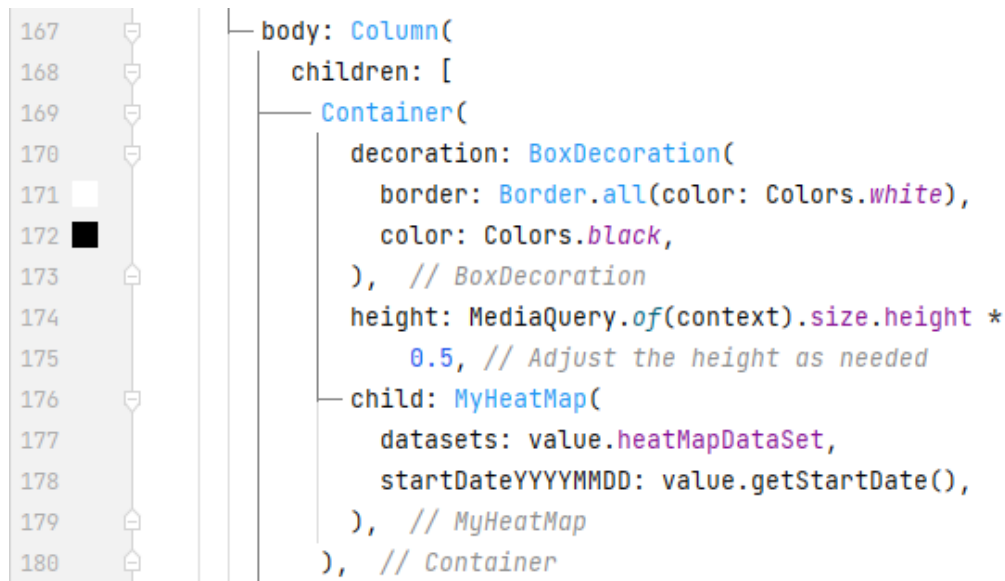 167 body: Column(
168 children: [
169 Container(
170 decoration: BoxDecoration(
171 border: Border.all(color: Colors.white),
172 color: Colors.black,
173 ), // BoxDecoration
174 height: MediaQuery.of(context).size.height *
175 0.5, // Adjust the height as needed
176 child: MyHeatMap(
177 datasets: value.heatMapDataSet,
178 startDateYYYYMMDD: value.getStartDate(),
179 ), // MyHeatMap
180 ), // Container